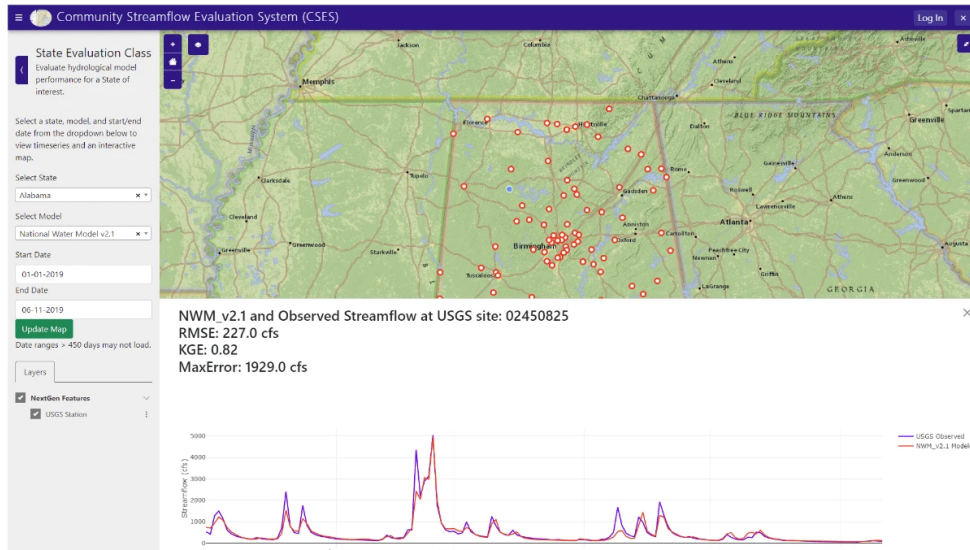 Community Streamflow Evaluation System (CSES)
Log In
×
State Evaluation Class
Evaluate hydrological model
performance for a State of
interest.
Select a state, model, and start/end
date from the dropdown below to
view timeseries and an interactive
map.
Select State
Alabama
Select Model
National Water Model v2.1
Start Date
01-01-2019
End Date
06-11-2019
Update Map
Date ranges > 450 days may not load.
Layers
NextGen Features
USGS Station
Jackson
Columbia
Asheville
Memphis
Athens
Cleveland
Chattanooga
Spartan
Florence
Huntsville
Dalton
BLUE RIDGE MOUNTAINS
Greenville
Anderson
Tupelo
Rome
Gainesville
Clarksdale
Gadsden
Roswell
Greenwood
Lawrenceville
Athens
Cleveland
Anniston
Atlanta
Oxford
Carrollton
Greenville
Greenwood
Starkville
Birmingham
Peachtree City
Newnan
Augusta
Griffin
Tuscaloosa
LaGrange
GEORGIA
NWM_v2.1 and Observed Streamflow at USGS site: 02450825
RMSE: 227.0 cfs
KGE: 0.82
MaxError: 1929.0 cfs
×
Streamflow (cfs)
5000
4000
3000
2000
1000
0
USGS Observed
NWM_v2.1 Modele